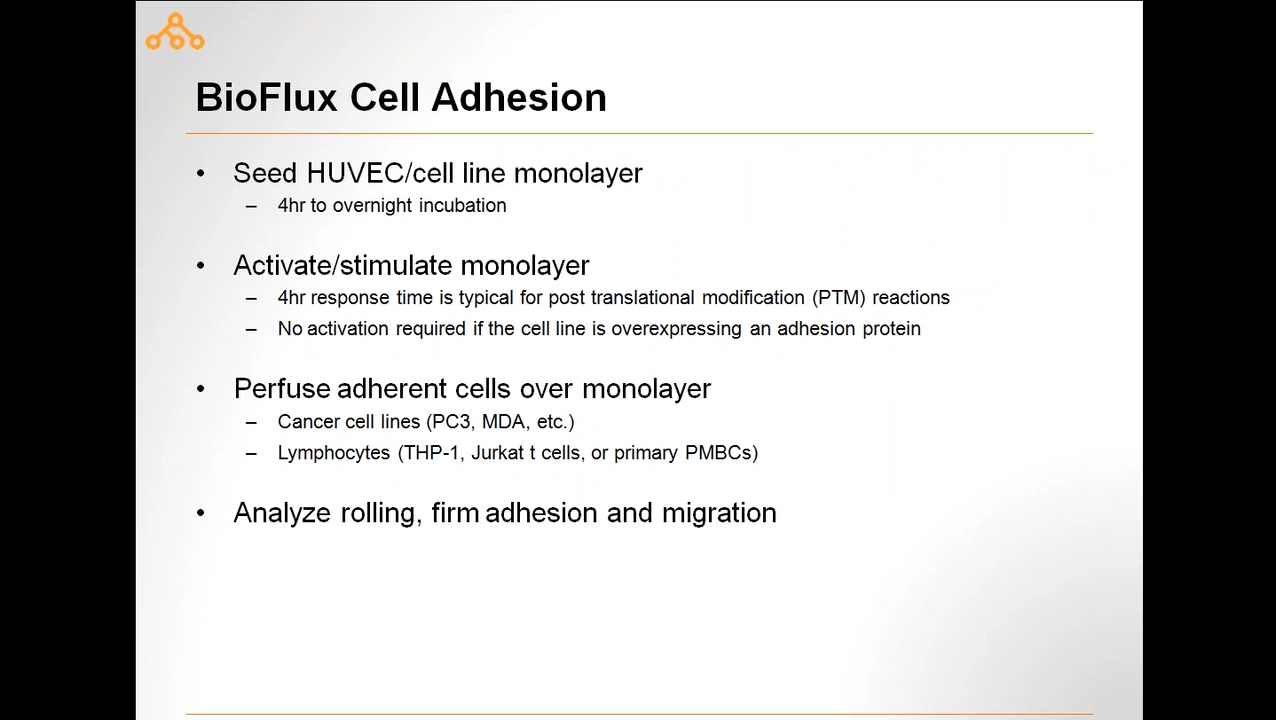 BioFlux Cell Adhesion
• Seed HUVEC/cell line monolayer
– 4hr to overnight incubation
• Activate/stimulate monolayer
– 4hr response time is typical for post translational modification (PTM) reactions
– No activation required if the cell line is overexpressing an adhesion protein
• Perfuse adherent cells over monolayer
– Cancer cell lines (PC3, MDA, etc.)
– Lymphocytes (THP-1, Jurkat t cells, or primary PMBCs)
• Analyze rolling, firm adhesion and migration